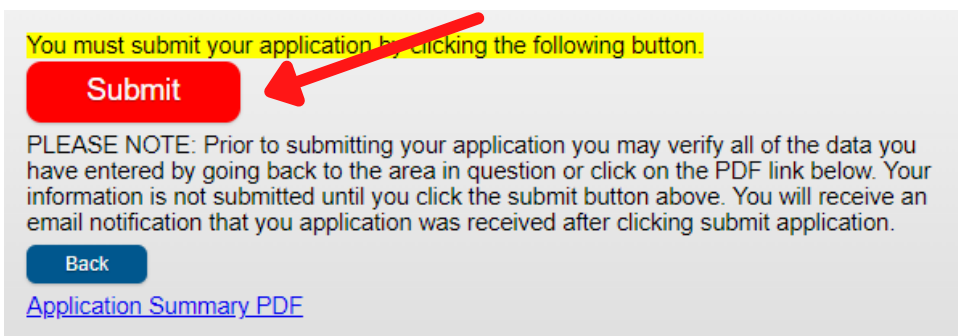 You must submit your application by clicking the following button.
Submit
PLEASE NOTE: Prior to submitting your application you may verify all of the data you
have entered by going back to the area in question or click on the PDF link below. Your
information is not submitted until you click the submit button above. You will receive an
email notification that you application was received after clicking submit application.
Back
Application Summary PDF